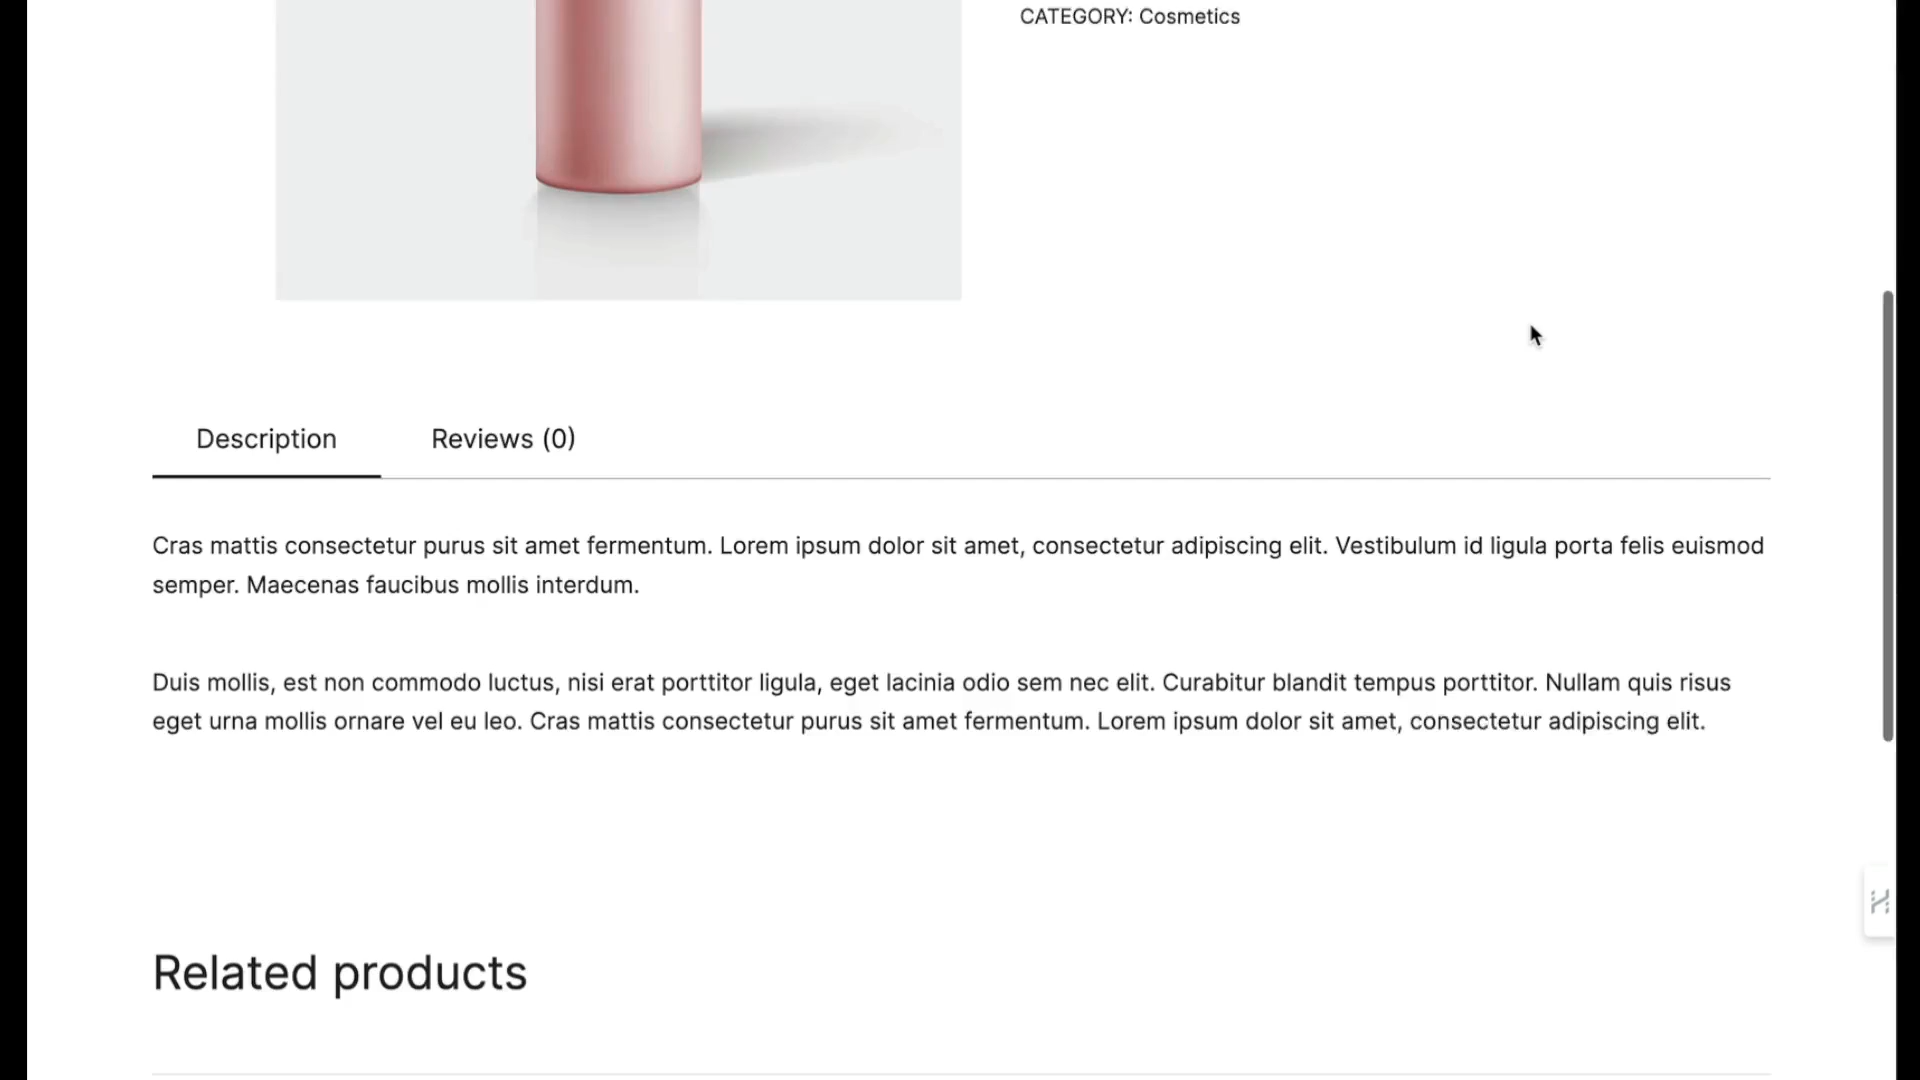 CATEGORY: Cosmetics
Description
Reviews (0)
Cras mattis consectetur purus sit amet fermentum. Lorem ipsum dolor sit amet, consectetur adipiscing elit. Vestibulum id ligula porta felis euismod
semper. Maecenas faucibus mollis interdum.
Duis mollis, est non commodo luctus, nisi erat porttitor ligula, eget lacinia odio sem nec elit. Curabitur blandit tempus porttitor. Nullam quis risus
eget urna mollis ornare vel eu leo. Cras mattis consectetur purus sit amet fermentum. Lorem ipsum dolor sit amet, consectetur adipiscing elit.
Related products